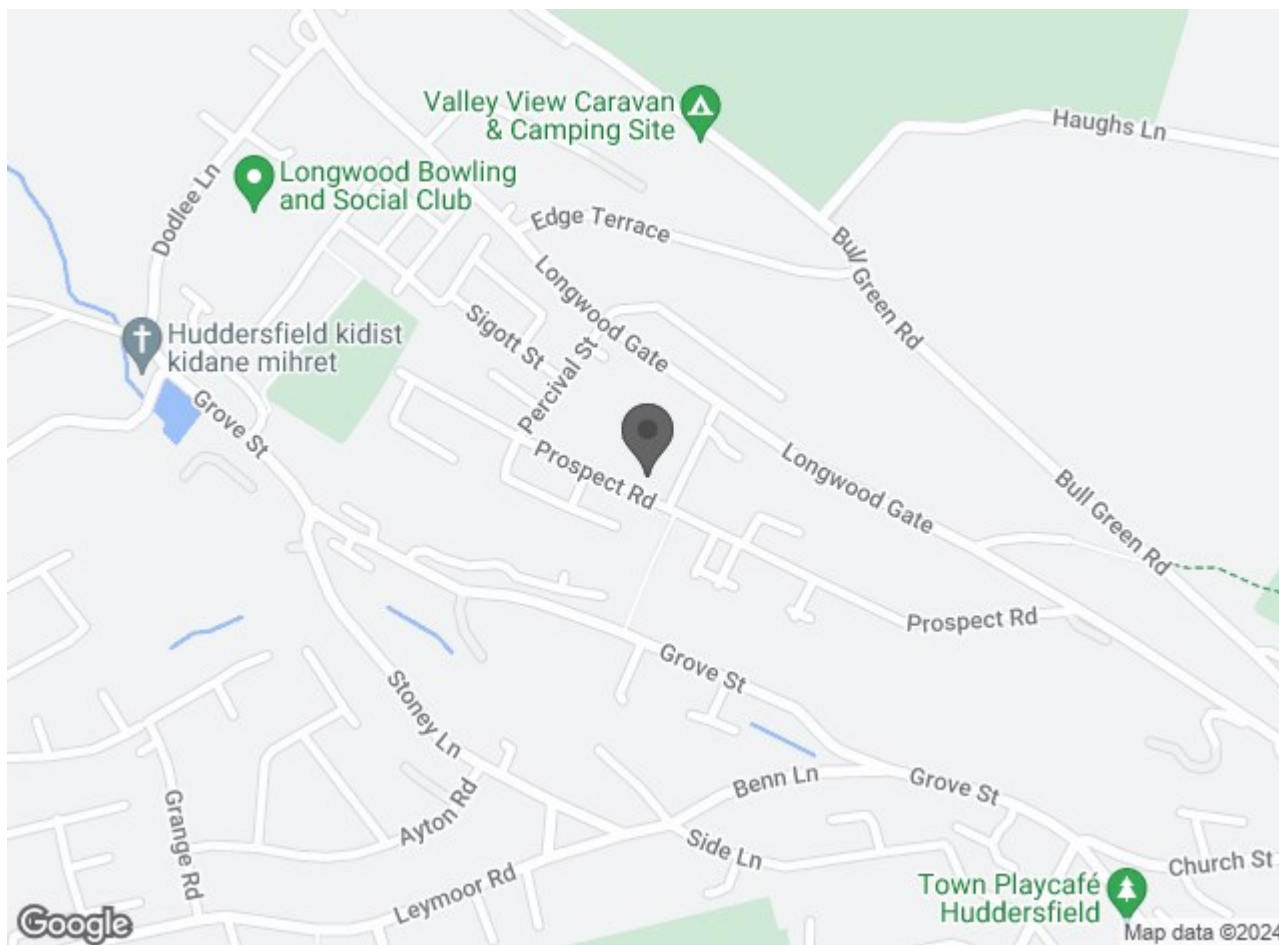 Valley View Caravan
& Camping Site
Haughs Ln
Longwood Bowling
and Social Club
Dodlee Ln
Edge Terrace
Bull Green Rd
Longwood Gate
Sigott St
Huddersfield kidist
kidane mihret
Percival St
Grove St
Prospect Rd
Longwood Gate
Bull Green Rd
Prospect Rd
Grove St
Stoney Ln
Benn Ln
Grove St
Grange Rd
Ayton Rd
Side Ln
Church St
Leymoor Rd
Town Playcafé
Huddersfield
Google
Map data ©2024